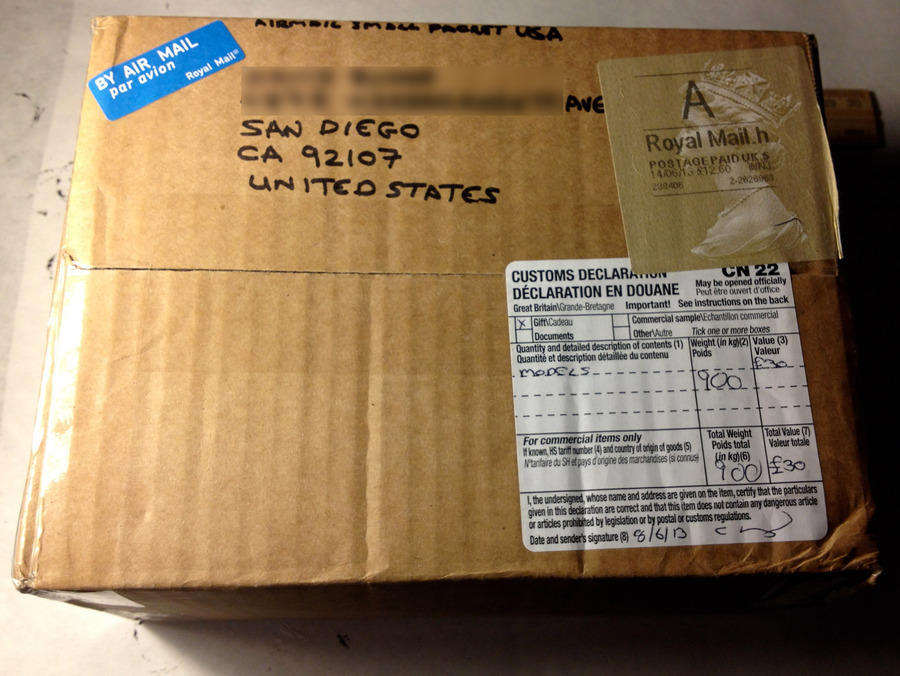 AIRMAIL SMALL PACKET USA
BY AIR MAIL
par avion
Royal Mail®
AVE
SAN DIEGO
CA 92107
UNITED STATES
A
Royal Mail.h
POSTAGE PAID UK S
14/06/13 £12.60
238406 2-2626963
CUSTOMS DECLARATION CN 22
DÉCLARATION EN DOUANE
May be opened officially
Peut être ouvert d'office
Great Britain\Grande-Bretagne Important! See instructions on the back
X Gift\Cadeau Commercial sample\Echantillon commercial
Documents Other\Autre Tick one or more boxes
Quantity and detailed description of contents (1)
Quantité et description détaillée du contenu
Weight (in kg)(2)
Poids
Value (3)
Valeur
MODELS 900 £30
For commercial items only
If known, HS tariff number (4) and country of origin of goods (5)
N°tarifaire du SH et pays d'origine des marchandises (si connus)
Total Weight
Poids total
(in kg)(6)
900
Total Value (7)
Valeur totale
£30
I, the undersigned, whose name and address are given on the item, certify that the particulars
given in this declaration are correct and that this item does not contain any dangerous article
or articles prohibited by legislation or by postal or customs regulations.
Date and sender's signature (8) 8/6/13